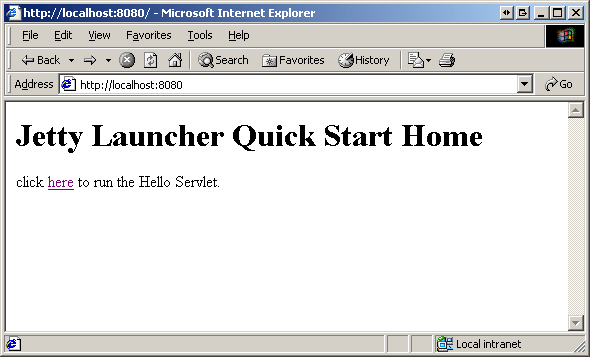 http://localhost:8080/ - Microsoft Internet Explorer
File Edit View Favorites Tools Help
Back Search Favorites History
Address http://localhost:8080 Go
Jetty Launcher Quick Start Home
click here to run the Hello Servlet.
Local intranet